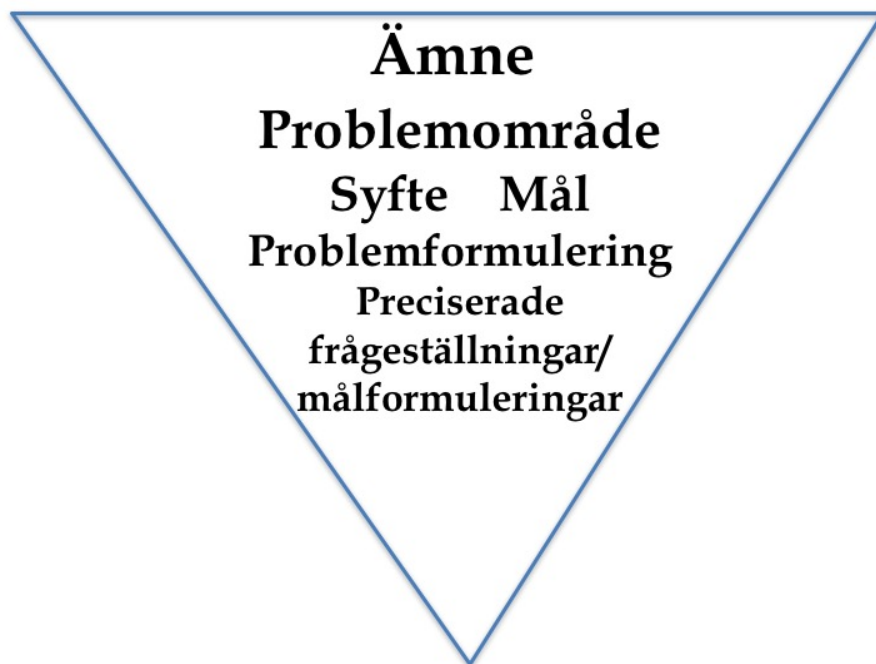 Ämne
Problemområde
Syfte Mål
Problemformulering
Preciserade
frågeställningar/
målformuleringar